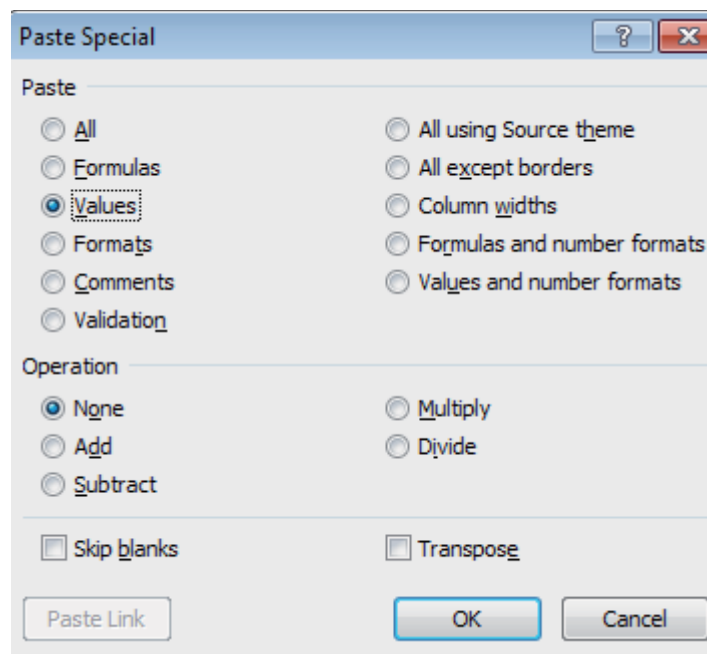 Paste Special
?
Paste
All
All using Source theme
Formulas
All except borders
Values
Column widths
Formats
Formulas and number formats
Comments
Values and number formats
Validation
Operation
None
Multiply
Add
Divide
Subtract
Skip blanks
Transpose
Paste Link
OK
Cancel